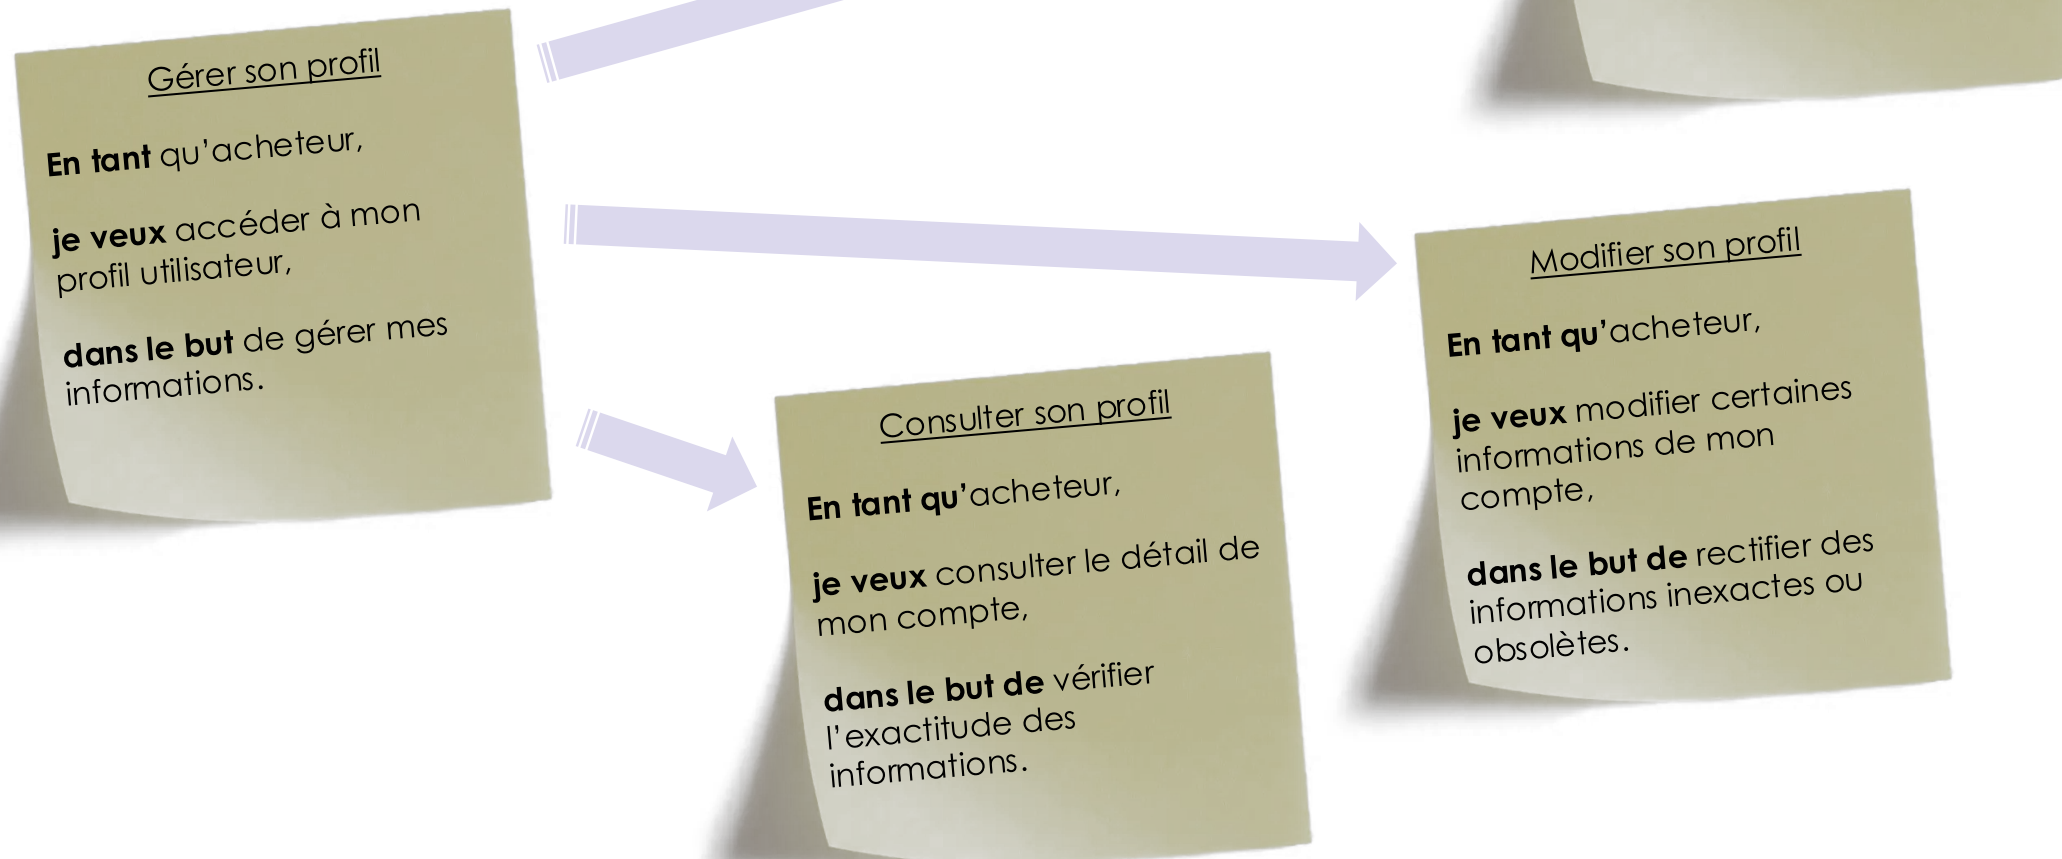 Gérer son profil
En tant qu'acheteur,
je veux accéder à mon
profil utilisateur,
dans le but de gérer mes
informations.
Consulter son profil
En tant qu'acheteur,
je veux consulter le détail de
mon compte,
dans le but de vérifier
l'exactitude des
informations.
Modifier son profil
En tant qu'acheteur,
je veux modifier certaines
informations de mon
compte,
dans le but de rectifier des
informations inexactes ou
obsolètes.